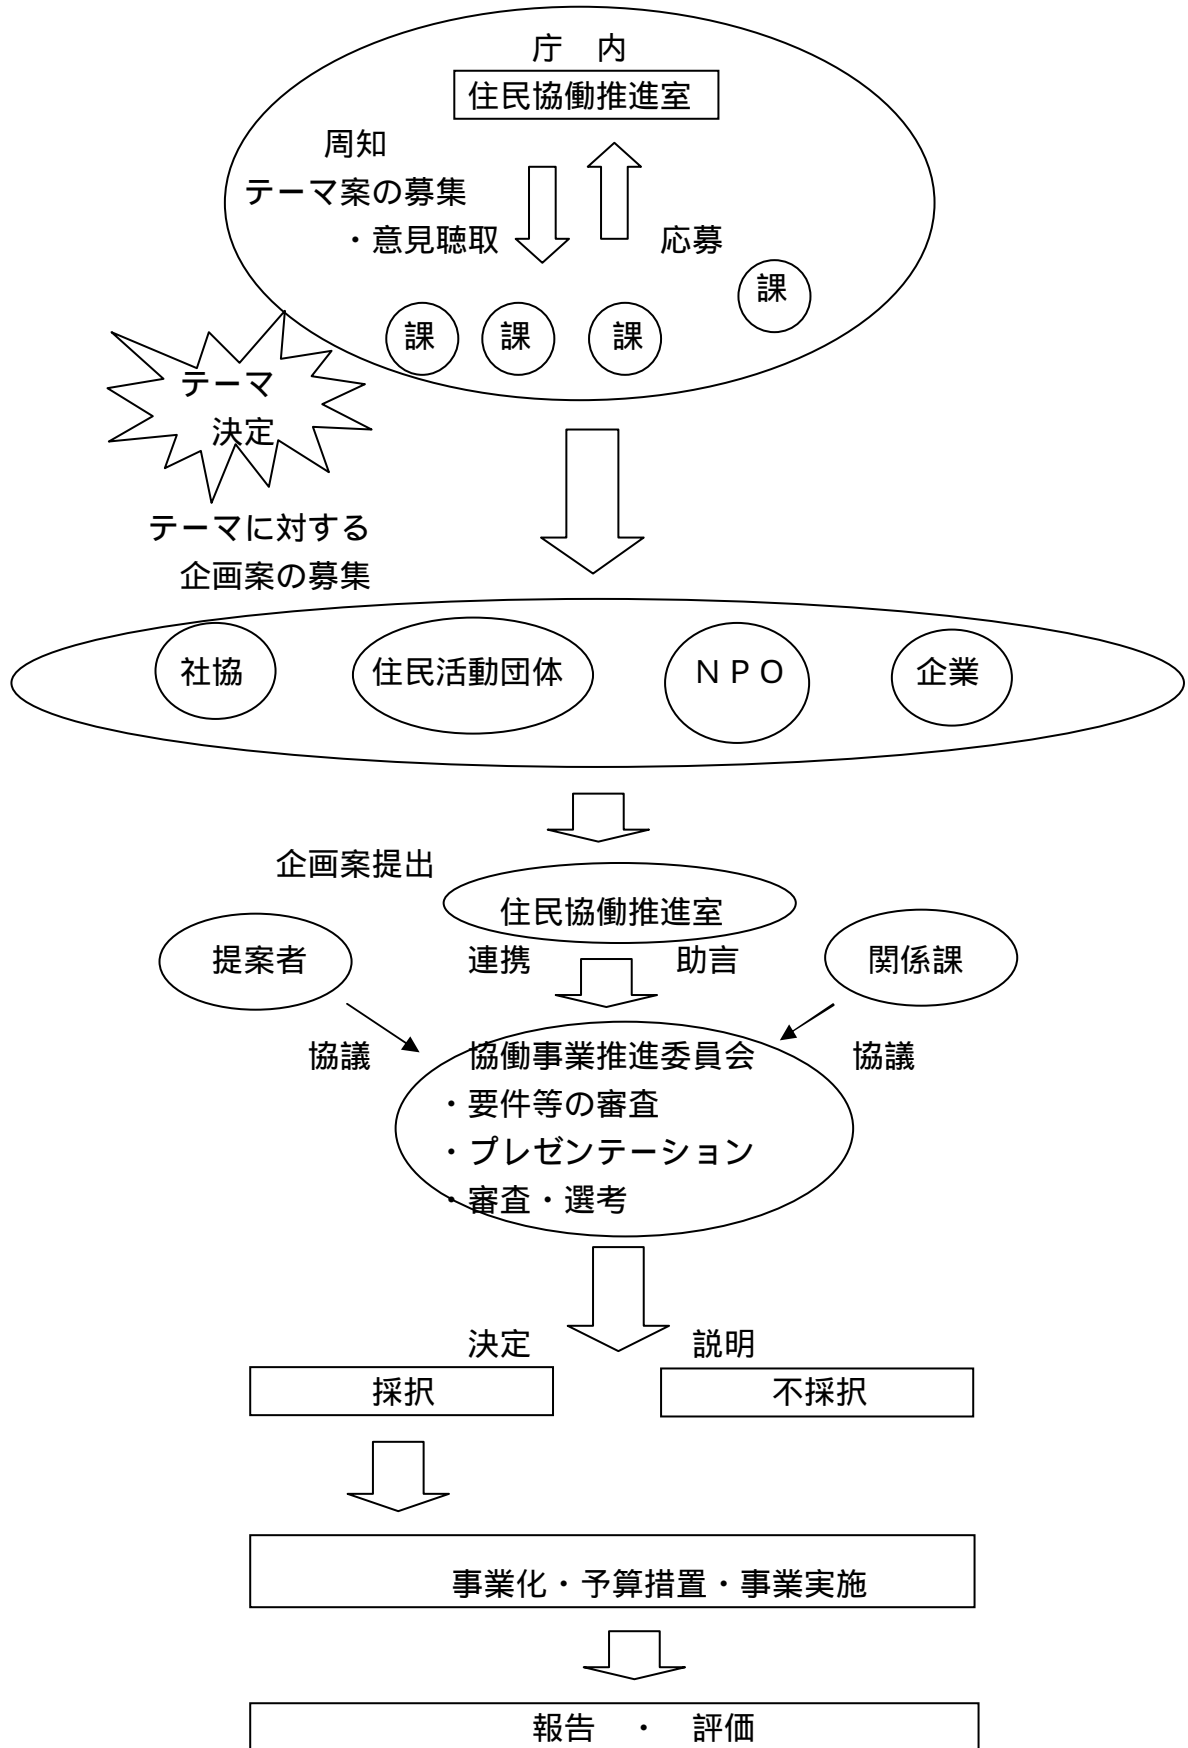 庁　内
住民協働推進室
周知
テーマ案の募集
・意見聴取
応募
課
課 課 課
テーマ
決定
テーマに対する
企画案の募集
社協 住民活動団体 ＮＰＯ 企業
企画案提出
住民協働推進室
提案者 連携 助言 関係課
協議 協働事業推進委員会 協議
・要件等の審査
・プレゼンテーション
・審査・選考
決定 説明
採択 不採択
事業化・予算措置・事業実施
報告　・　評価